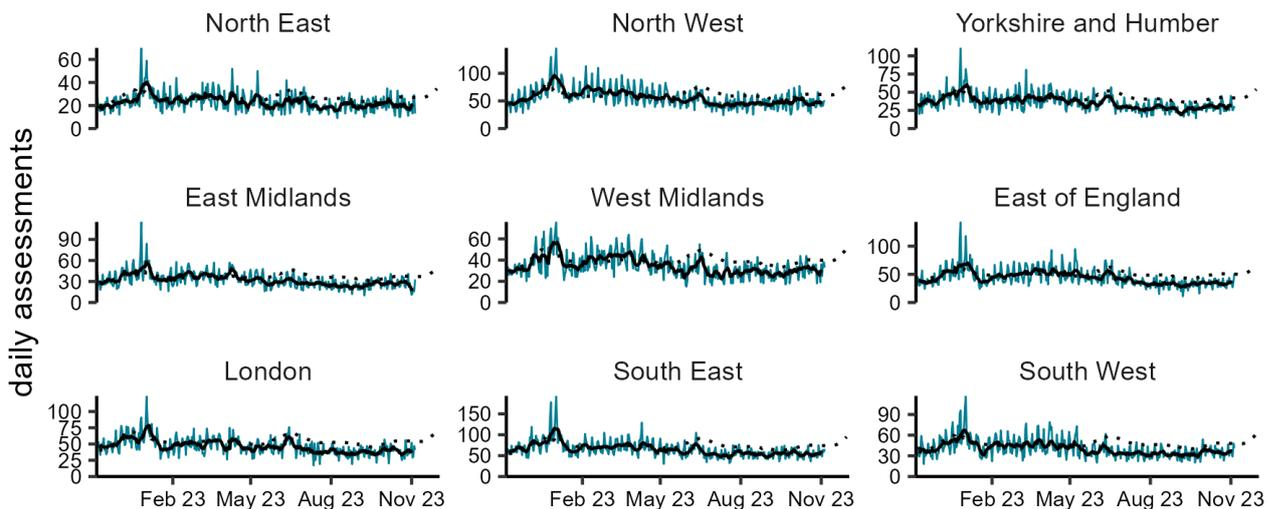 North East North West Yorkshire and Humber
60 40 20 0
100 50 0
100 75 50 25 0
East Midlands West Midlands East of England
90 60 30 0
60 40 20 0
100 50 0
daily assessments
London South East South West
100 75 50 25 0
150 100 50 0
90 60 30 0
Feb 23 May 23 Aug 23 Nov 23 Feb 23 May 23 Aug 23 Nov 23 Feb 23 May 23 Aug 23 Nov 23